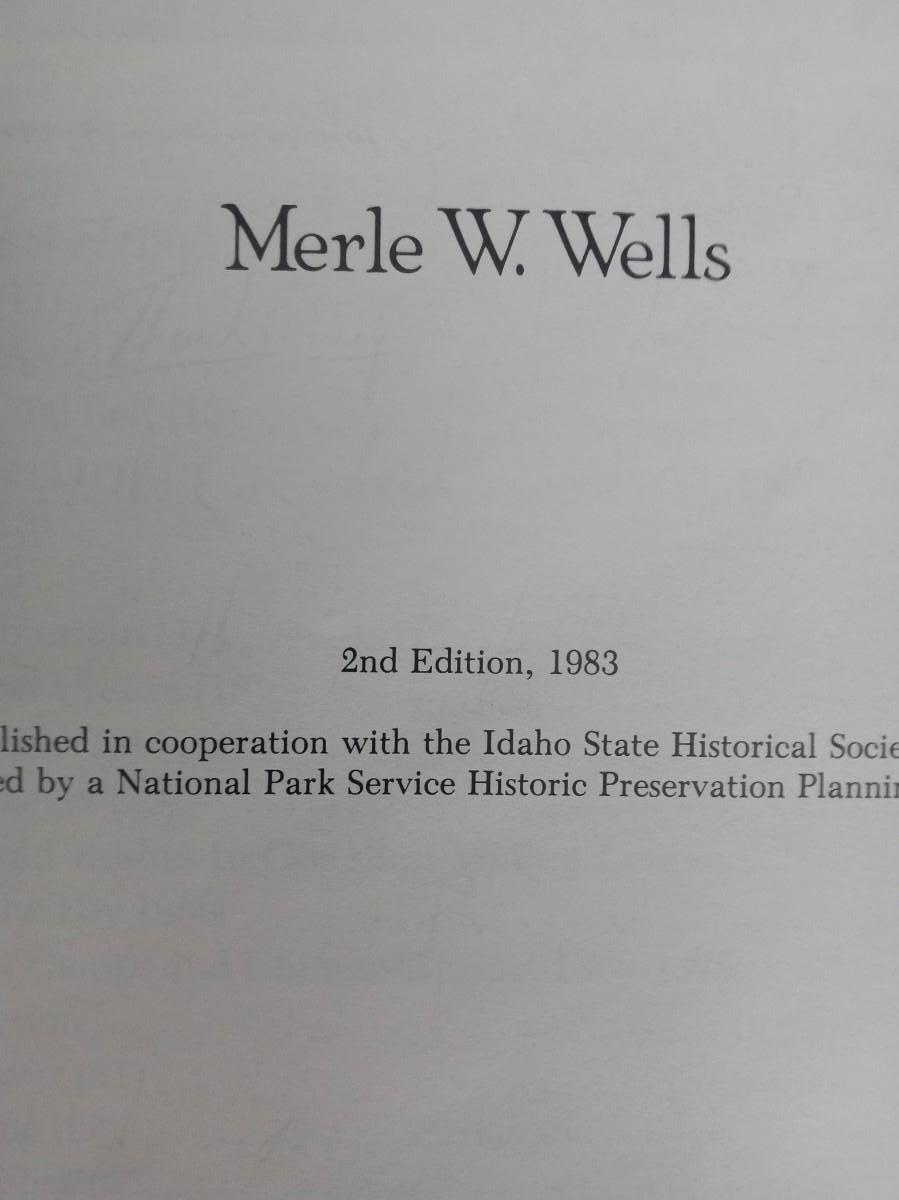 Merle W. Wells
2nd Edition, 1983
lished in cooperation with the Idaho State Historical Socie
ed by a National Park Service Historic Preservation Plannin